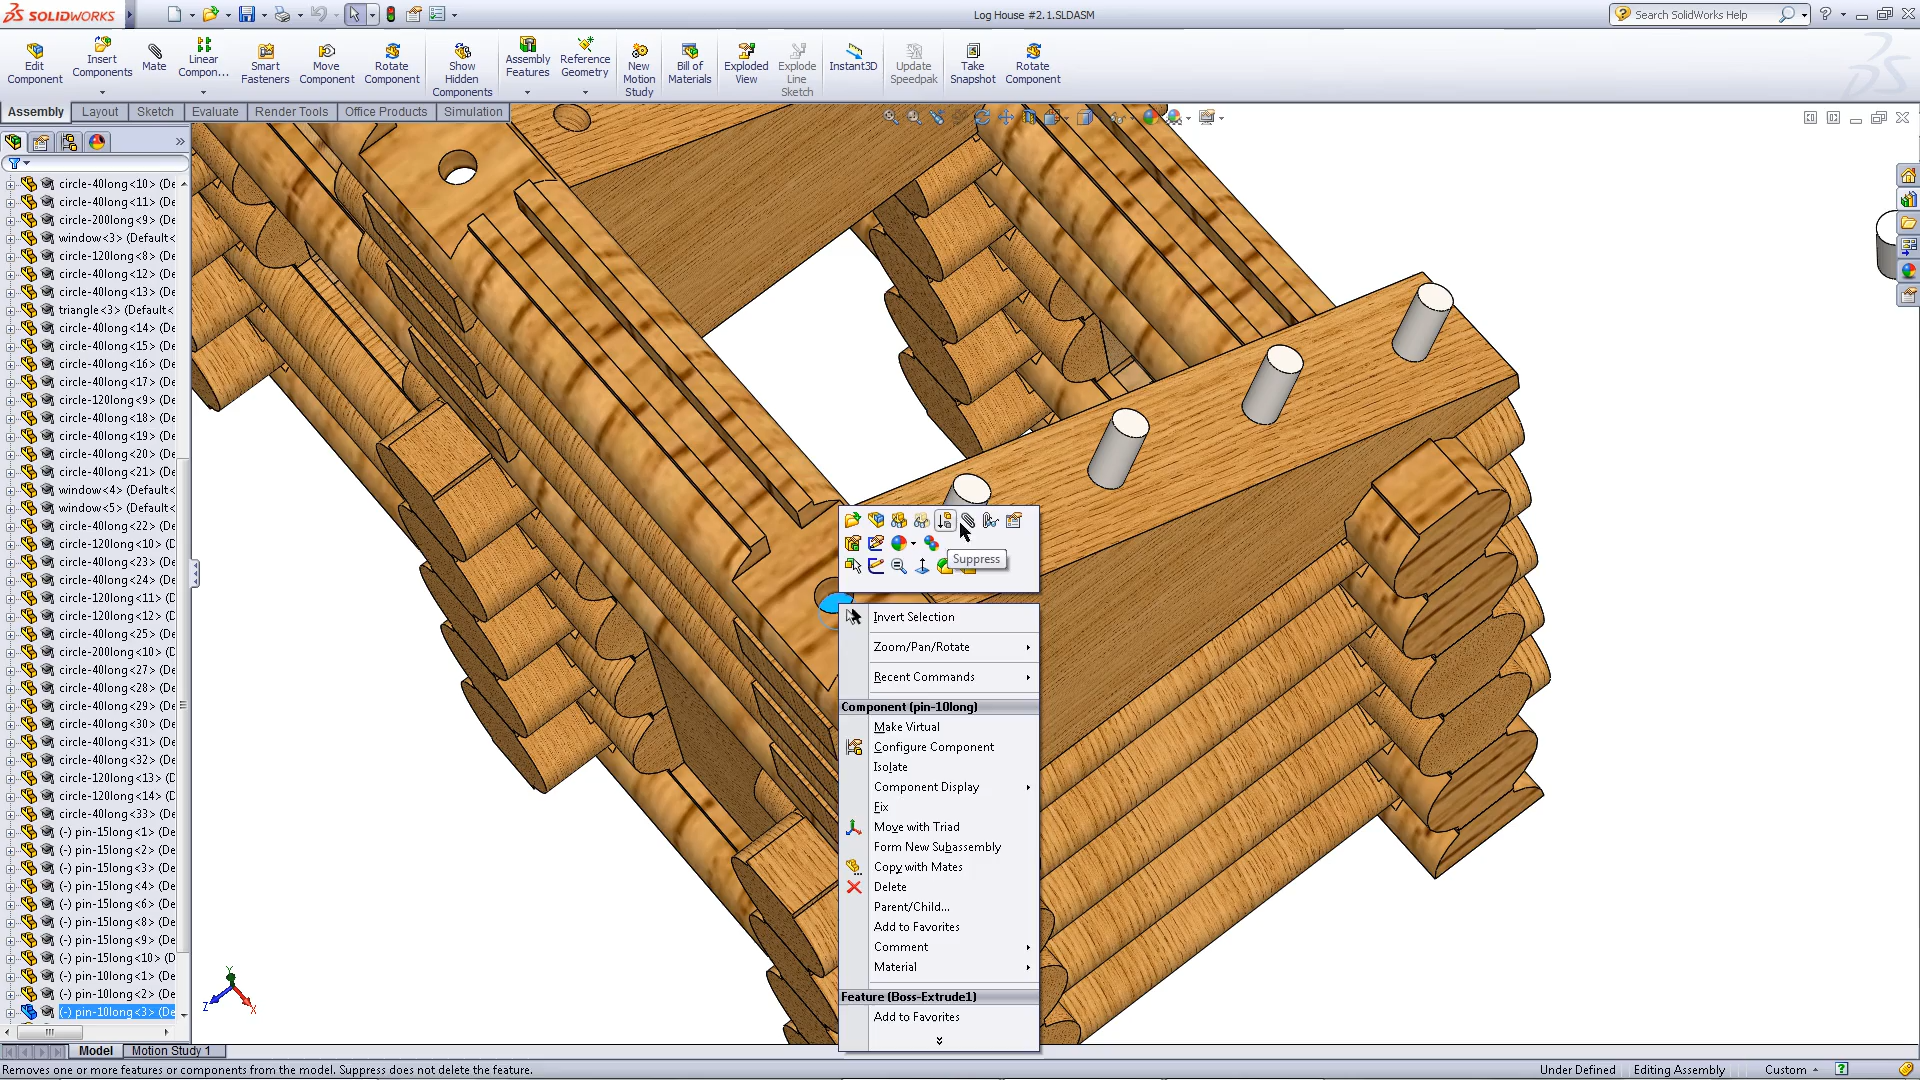 SOLIDWORKS
Log House #2.1.SLDASM
Search SolidWorks Help
Edit Component
Insert Components
Mate
Linear Compon...
Smart Fasteners
Move Component
Rotate Component
Show Hidden Components
Assembly Features
Reference Geometry
New Motion Study
Bill of Materials
Exploded View
Explode Line Sketch
Instant3D
Update Speedpak
Take Snapshot
Rotate Component
Assembly
Layout
Sketch
Evaluate
Render Tools
Office Products
Simulation
circle-40long<10> (De
circle-40long<11> (De
circle-200long<9> (De
window<3> (Default<
circle-120long<8> (De
circle-40long<12> (De
circle-40long<13> (De
triangle<3> (Default<
circle-40long<14> (De
circle-40long<15> (De
circle-40long<16> (De
circle-40long<17> (De
circle-120long<9> (De
circle-40long<18> (De
circle-40long<19> (De
circle-40long<20> (De
circle-40long<21> (De
window<4> (Default<
window<5> (Default<
circle-40long<22> (De
circle-120long<10> (D
circle-40long<23> (De
circle-40long<24> (De
circle-120long<11> (D
circle-120long<12> (D
circle-40long<25> (De
circle-200long<10> (D
circle-40long<27> (De
circle-40long<28> (De
circle-40long<29> (De
circle-40long<30> (De
circle-40long<31> (De
circle-40long<32> (De
circle-120long<13> (D
circle-120long<14> (D
circle-40long<33> (De
(-) pin-15long<1> (De
(-) pin-15long<2> (De
(-) pin-15long<3> (De
(-) pin-15long<4> (De
(-) pin-15long<6> (De
(-) pin-15long<8> (De
(-) pin-15long<9> (De
(-) pin-15long<10> (D
(-) pin-10long<1> (De
(-) pin-10long<2> (De
(-) pin-10long<3> (De
Suppress
Invert Selection
Zoom/Pan/Rotate
Recent Commands
Component (pin-10long)
Make Virtual
Configure Component
Isolate
Component Display
Fix
Move with Triad
Form New Subassembly
Copy with Mates
Delete
Parent/Child...
Add to Favorites
Comment
Material
Feature (Boss-Extrude1)
Add to Favorites
Y
Z
X
Model
Motion Study 1
Removes one or more features or components from the model. Suppress does not delete the feature.
Under Defined
Editing Assembly
Custom